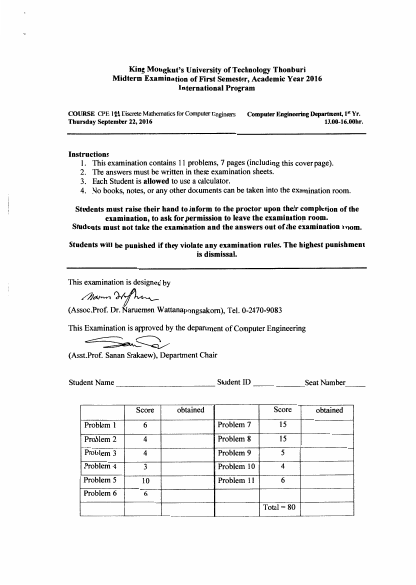 King Mongkut's University of Technology Thonburi
Midterm Examination of First Semester, Academic Year 2016
International Program
COURSE CPE Discrete Mathematics for Computer Engineers Computer Engineering Department, 1st Yr.
Thursday September 22, 2016 13.00-16.00hr.
Instructions
1. This examination contains 11 problems, 7 pages (including this cover page).
2. The answers must be written in these examination sheets.
3. Each Student is allowed to use a calculator.
4. No books, notes, or any other documents can be taken into the examination room.
Students must raise their hand to inform to the proctor upon their completion of the
examination, to ask for permission to leave the examination room.
Students must not take the examination and the answers out of the examination room.
Students will be punished if they violate any examination rules. The highest punishment
is dismissal.
This examination is designed by
(Assoc.Prof. Dr. Naruemon Wattanapongsakorn), Tel. 0-2470-9083
This Examination is approved by the department of Computer Engineering
(Asst.Prof. Sanan Srakaew), Department Chair
Student Name Student ID Seat Number
Score obtained Score obtained
Problem 1 6 Problem 7 15
Problem 2 4 Problem 8 15
Problem 3 4 Problem 9 5
Problem 4 3 Problem 10 4
Problem 5 10 Problem 11 6
Problem 6 6
Total = 80